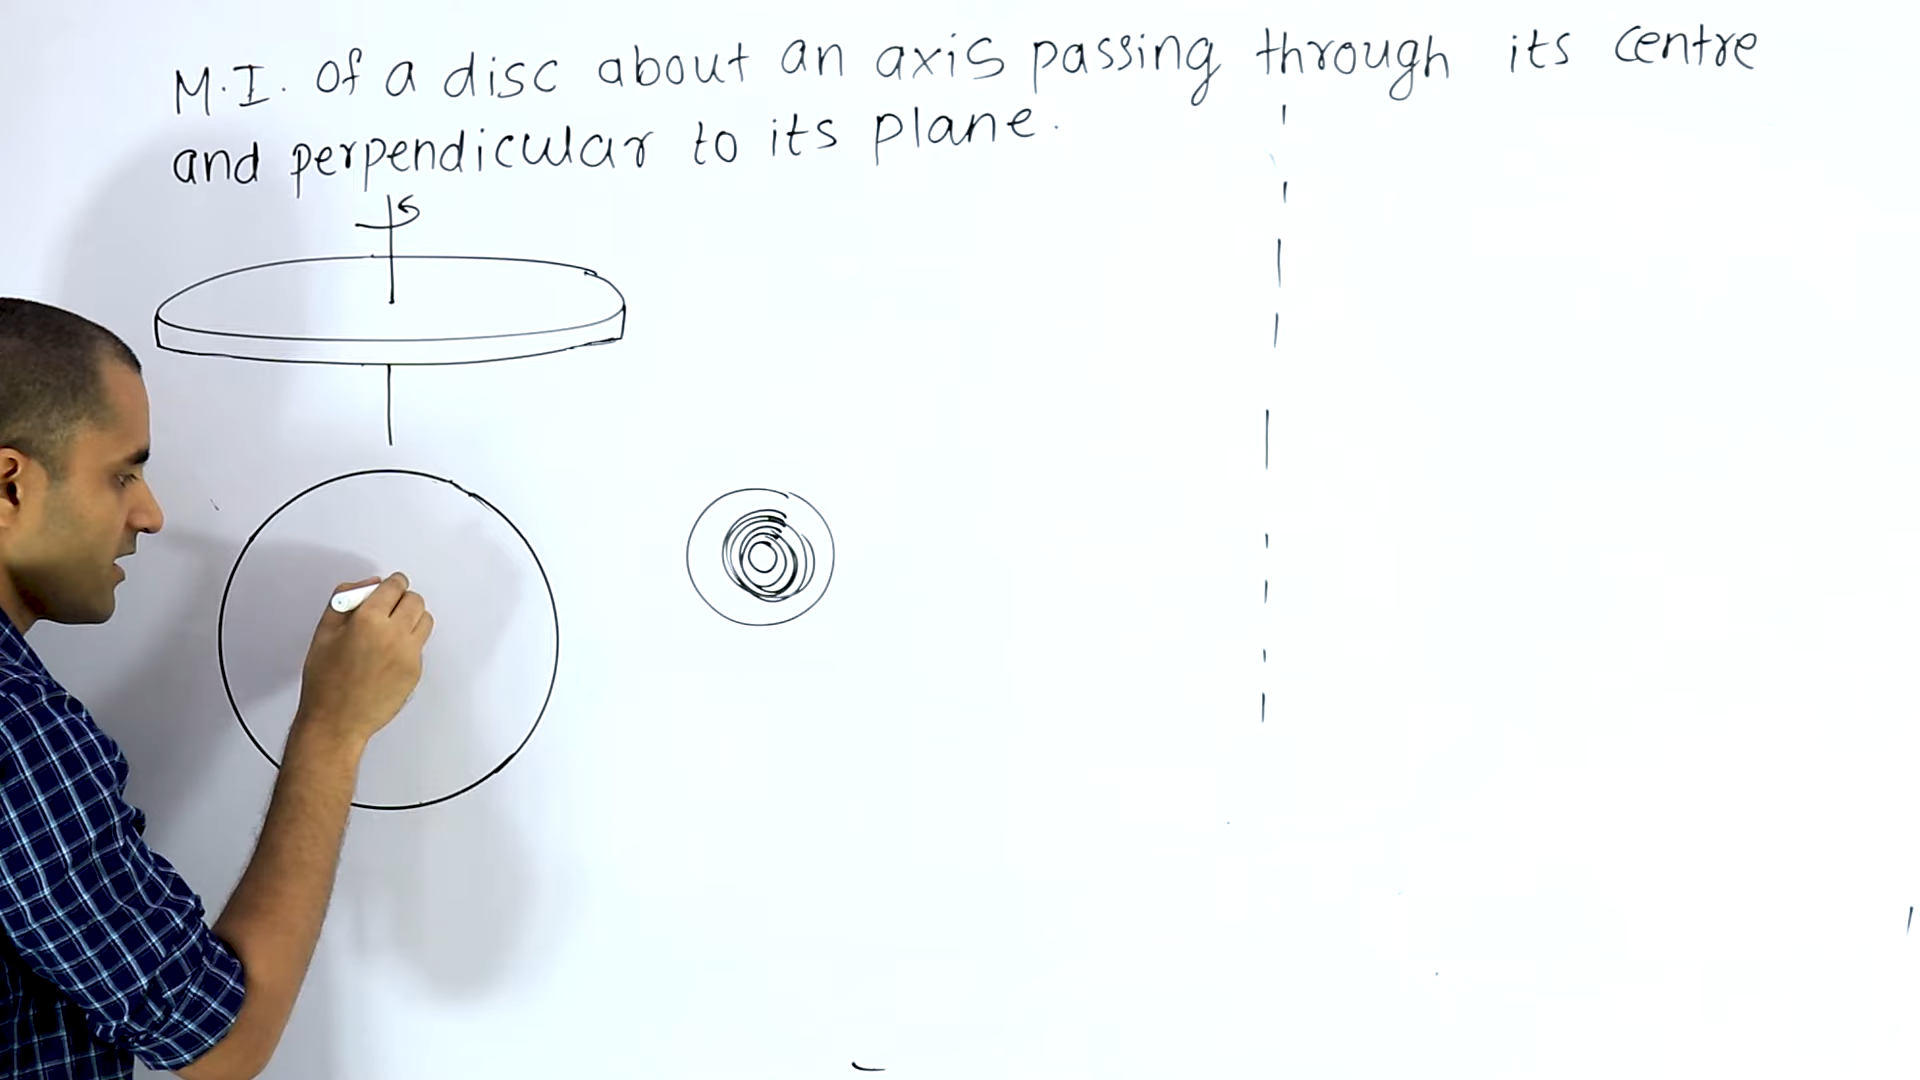 M.I. of a disc about an axis passing through its centre
and perpendicular to its plane.